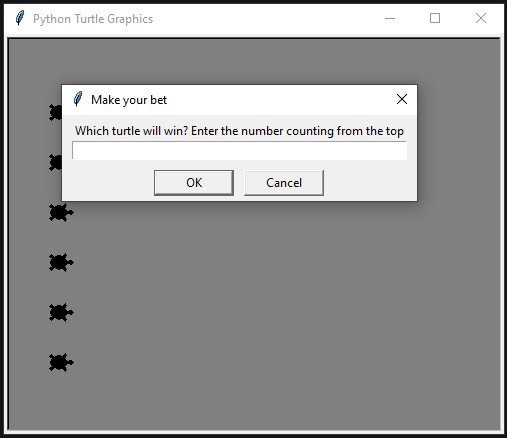 Python Turtle Graphics
Make your bet
Which turtle will win? Enter the number counting from the top
OK
Cancel